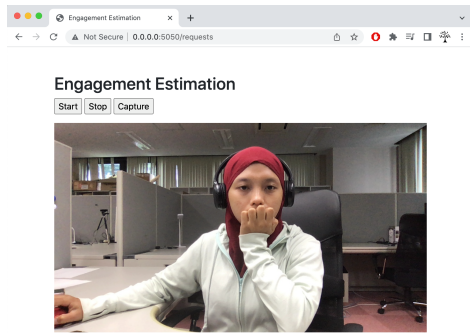 Engagement Estimation
Not Secure | 0.0.0.0:5050/requests
Engagement Estimation
Start Stop Capture